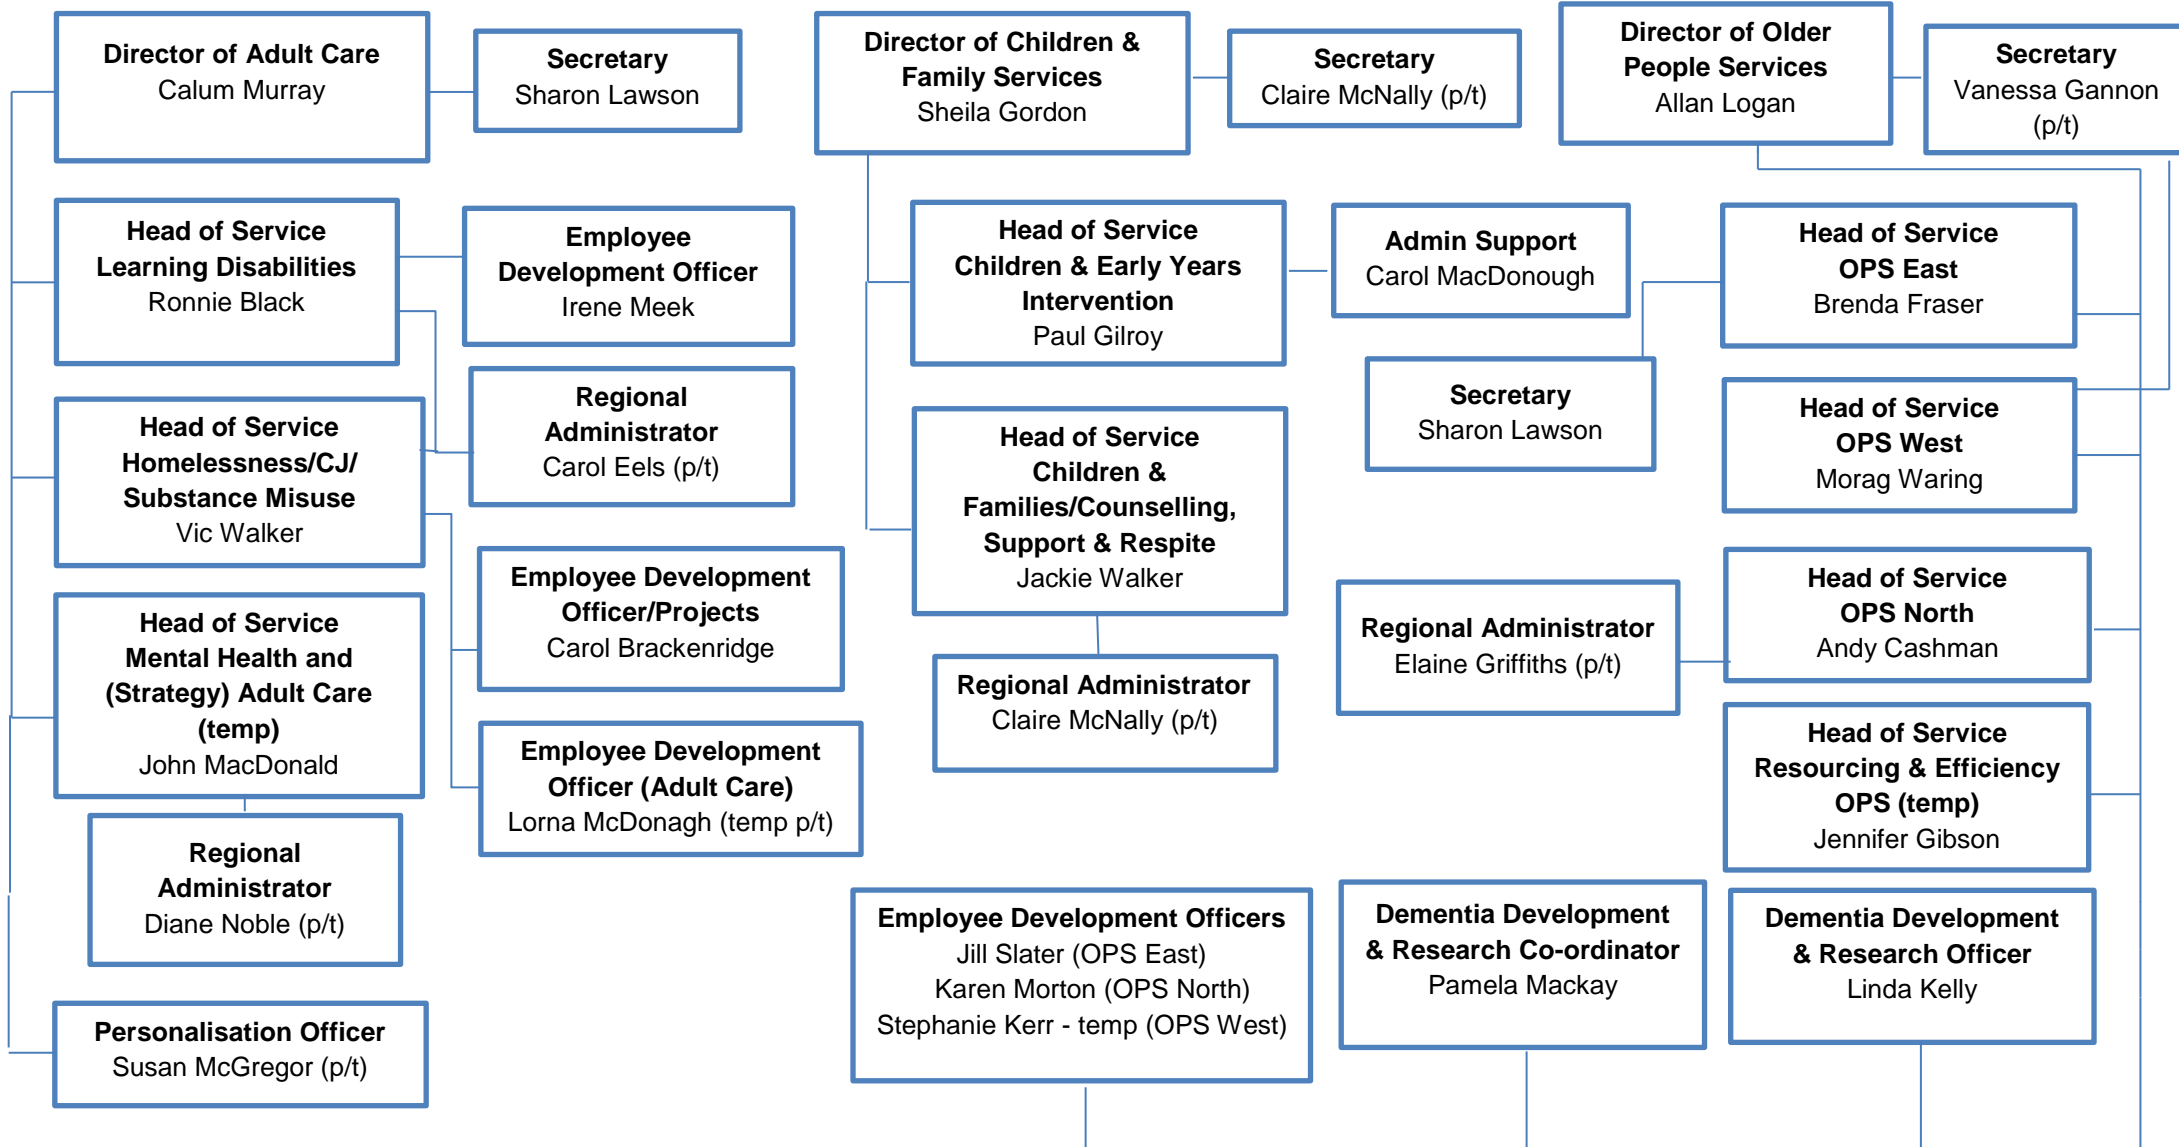 Director of Adult Care
Calum Murray
Secretary
Sharon Lawson
Director of Children &
Family Services
Sheila Gordon
Secretary
Claire McNally (p/t)
Director of Older
People Services
Allan Logan
Secretary
Vanessa Gannon
(p/t)
Head of Service
Learning Disabilities
Ronnie Black
Employee
Development Officer
Irene Meek
Head of Service
Children & Early Years
Intervention
Paul Gilroy
Admin Support
Carol MacDonough
Head of Service
OPS East
Brenda Fraser
Regional
Administrator
Carol Eels (p/t)
Secretary
Sharon Lawson
Head of Service
OPS West
Morag Waring
Head of Service
Homelessness/CJ/
Substance Misuse
Vic Walker
Head of Service
Children &
Families/Counselling,
Support & Respite
Jackie Walker
Employee Development
Officer/Projects
Carol Brackenridge
Regional Administrator
Elaine Griffiths (p/t)
Head of Service
OPS North
Andy Cashman
Head of Service
Mental Health and
(Strategy) Adult Care
(temp)
John MacDonald
Regional Administrator
Claire McNally (p/t)
Employee Development
Officer (Adult Care)
Lorna McDonagh (temp p/t)
Head of Service
Resourcing & Efficiency
OPS (temp)
Jennifer Gibson
Regional
Administrator
Diane Noble (p/t)
Employee Development Officers
Jill Slater (OPS East)
Karen Morton (OPS North)
Stephanie Kerr - temp (OPS West)
Dementia Development
& Research Co-ordinator
Pamela Mackay
Dementia Development
& Research Officer
Linda Kelly
Personalisation Officer
Susan McGregor (p/t)